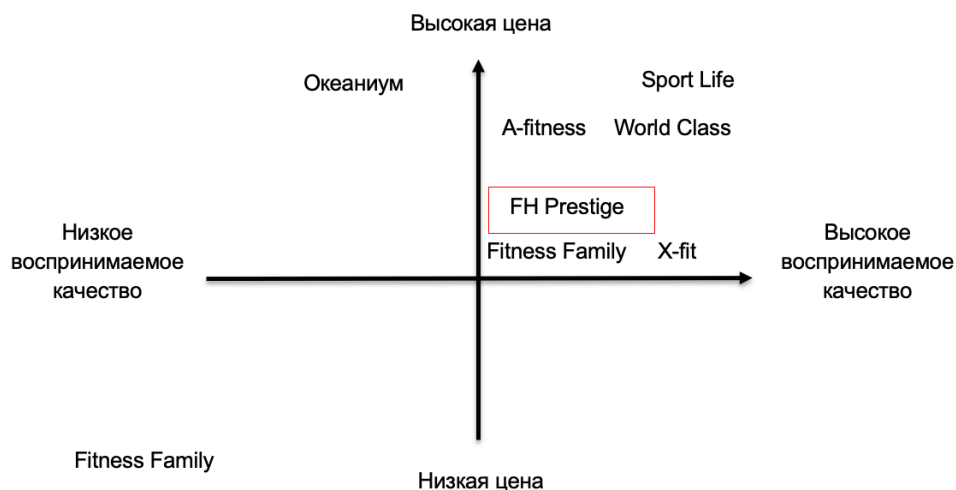 Высокая цена
Океаниум
Sport Life
A-fitness
World Class
FH Prestige
Низкое
воспринимаемое
качество
Fitness Family
X-fit
Высокое
воспринимаемое
качество
Fitness Family
Низкая цена